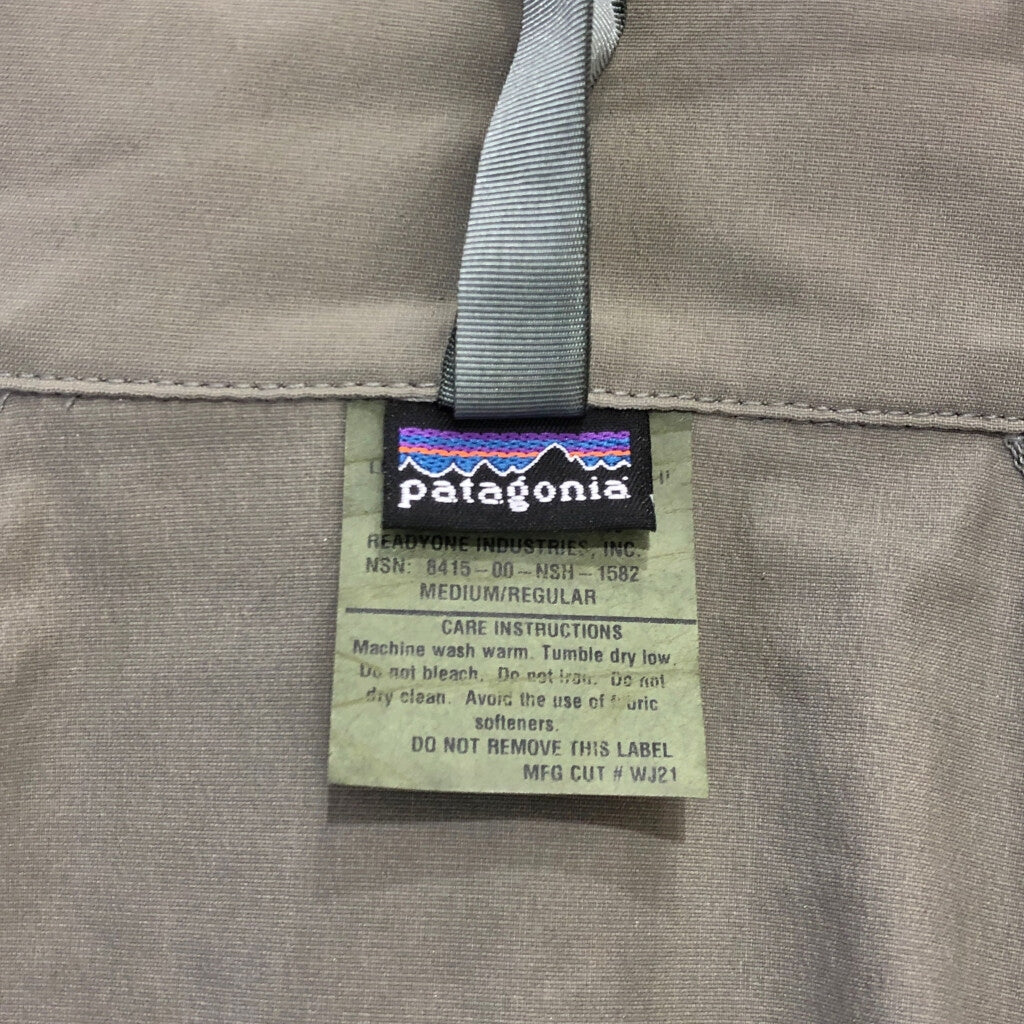 patagonia
READYONE INDUSTRIES, INC.
NSN: 8415-00-NSH-1582
MEDIUM/REGULAR
CARE INSTRUCTIONS
Machine wash warm. Tumble dry low.
Do not bleach. Do not iron. Do not
dry clean. Avoid the use of fabric
softeners.
DO NOT REMOVE THIS LABEL
MFG CUT # WJ21